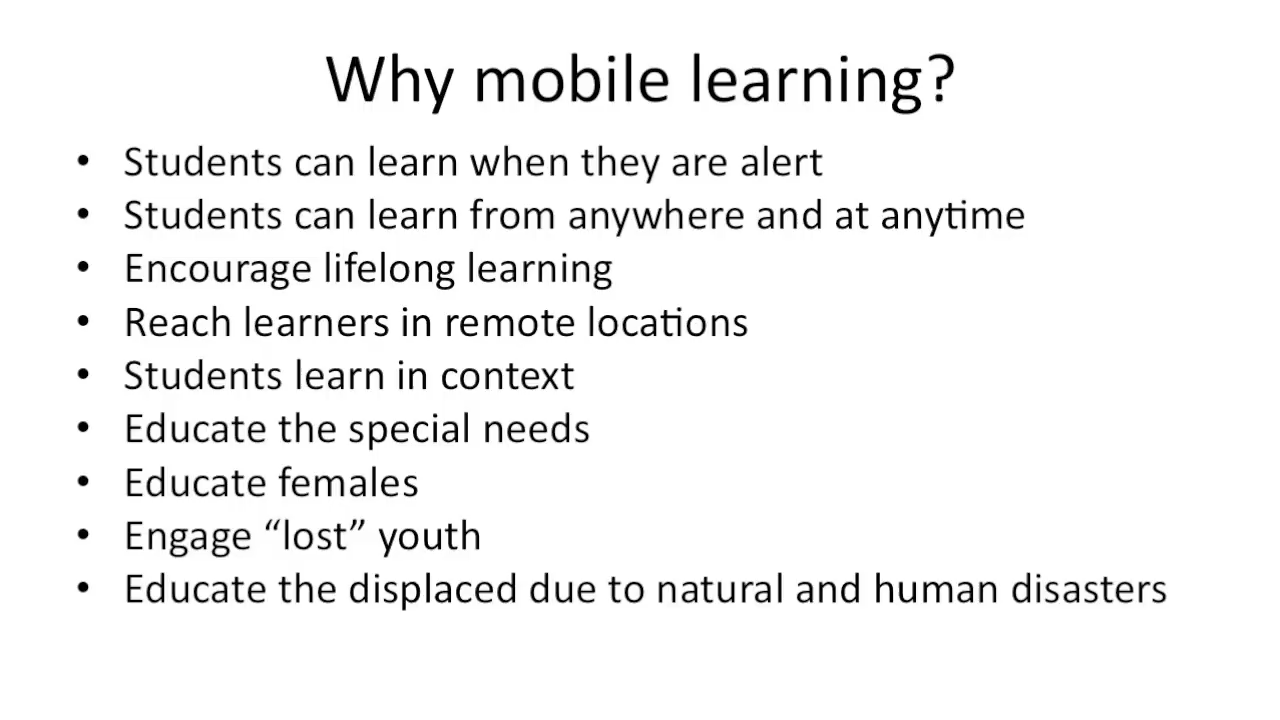 Why mobile learning?
• Students can learn when they are alert
• Students can learn from anywhere and at anytime
• Encourage lifelong learning
• Reach learners in remote locations
• Students learn in context
• Educate the special needs
• Educate females
• Engage “lost” youth
• Educate the displaced due to natural and human disasters